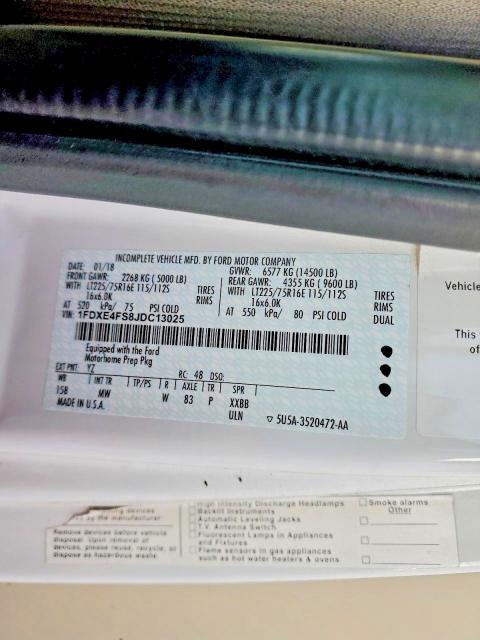 INCOMPLETE VEHICLE MFD. BY FORD MOTOR COMPANY
DATE: 01/18 GVWR: 6577 KG (14500 LB)
FRONT GAWR: 2268 KG (5000 LB) REAR GAWR: 4355 KG (9600 LB)
WITH LT225/75R16E 115/112S TIRES WITH LT225/75R16E 115/112S TIRES
16x6.0K RIMS 16x6.0K RIMS
AT 520 kPa/ 75 PSI COLD AT 550 kPa/ 80 PSI COLD DUAL
VIN: 1FDXE4FS8JDC13025
Equipped with the Ford
Motorhome Prep Pkg
EXT PNT: YZ RC: 48 DSO:
WB INT TR TP/PS R AXLE TR SPR
158 MW W 83 P XXBB
MADE IN U.S.A. ULN ▽ 5U5A-3520472-AA
Vehicle
This
of
devices
by the manufacturer:
Remove devices before vehicle
disposal. Upon removal of
devices, please reuse, recycle, or
dispose as hazardous waste.
High Intensity Discharge Headlamps
Backlit Instruments
Automatic Leveling Jacks
T.V. Antenna Switch
Fluorescent Lamps in Appliances
and Fixtures
Flame sensors in gas appliances
such as hot water heaters & ovens
Smoke alarms
Other